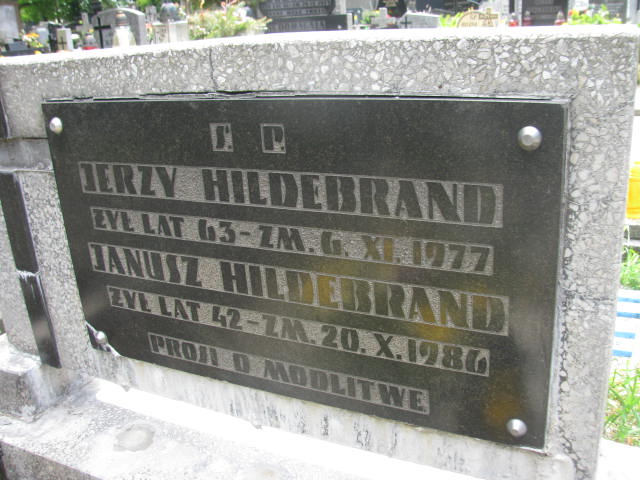 Ś. P.
JERZY HILDEBRAND
ŻYŁ LAT 63-ZM. 6. XI. 1977
JANUSZ HILDEBRAND
ŻYŁ LAT 42-ZM. 20. X. 1986
PROSI O MODLITWĘ